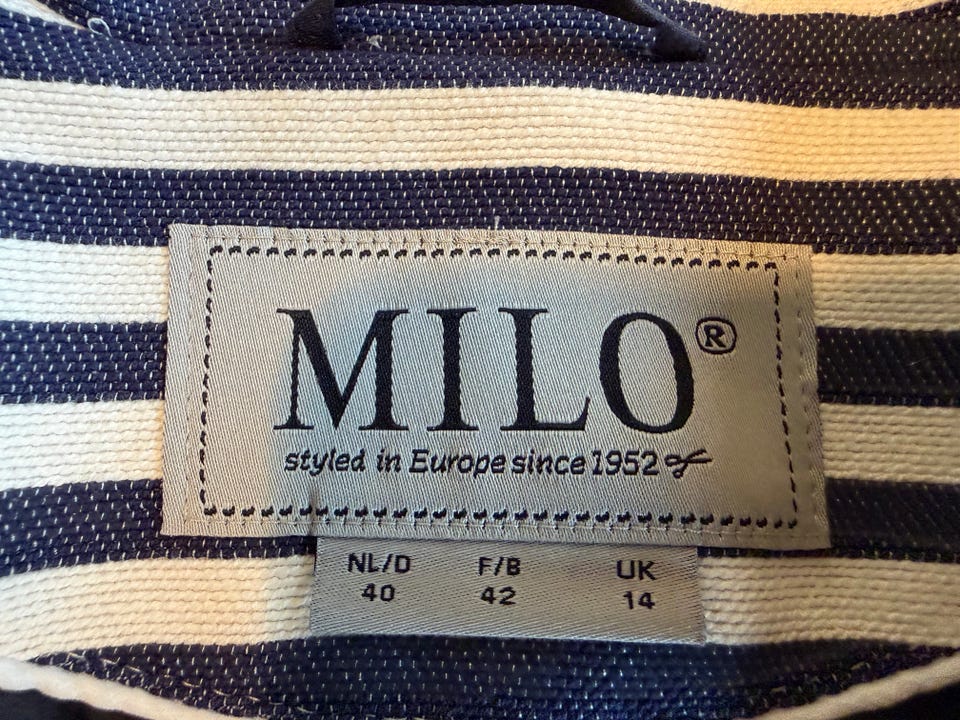 MILO®
styled in Europe since 1952
NL/D F/B UK
40 42 14